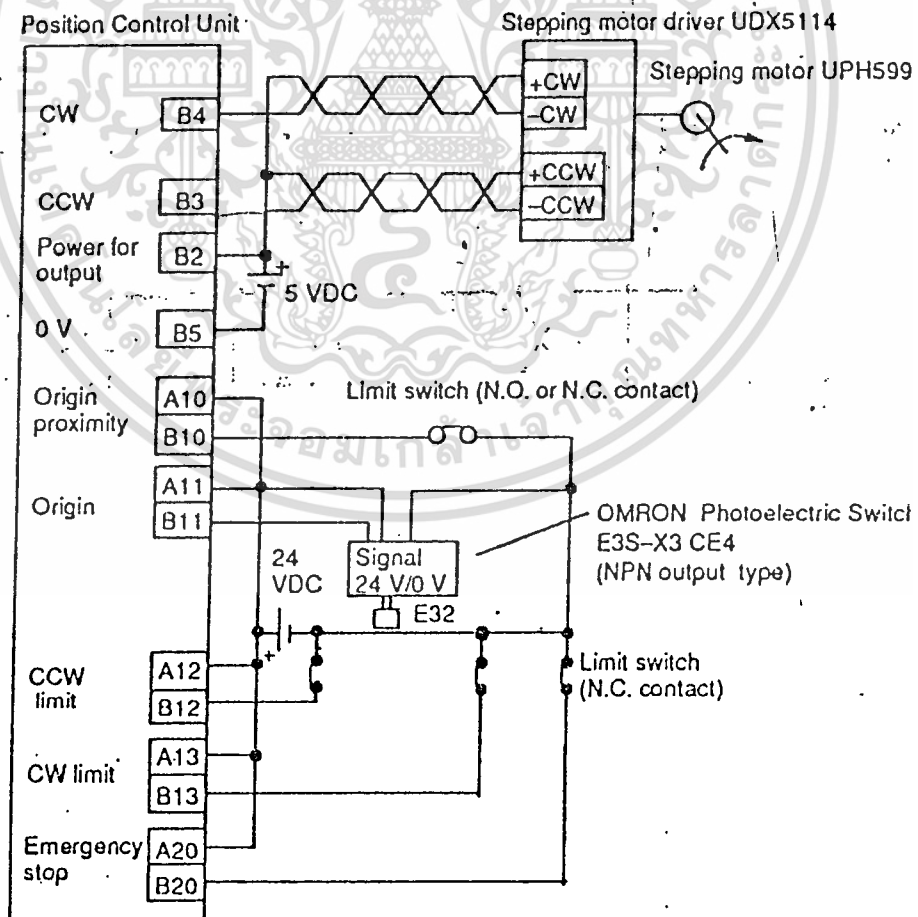 Position Control Unit
Stepping motor driver UDX5114
Stepping motor UPH599
CW
B4
+CW
–CW
CCW
B3
+CCW
–CCW
Power for
output
B2
+
5 VDC
0 V
B5
Origin
proximity
A10
B10
Limit switch (N.O. or N.C. contact)
Origin
A11
B11
Signal
24 V/0 V
OMRON Photoelectric Switch
E3S–X3 CE4
(NPN output type)
24
VDC
+
E32
CCW
limit
A12
B12
Limit switch
(N.C. contact)
CW limit
A13
B13
Emergency
stop
A20
B20